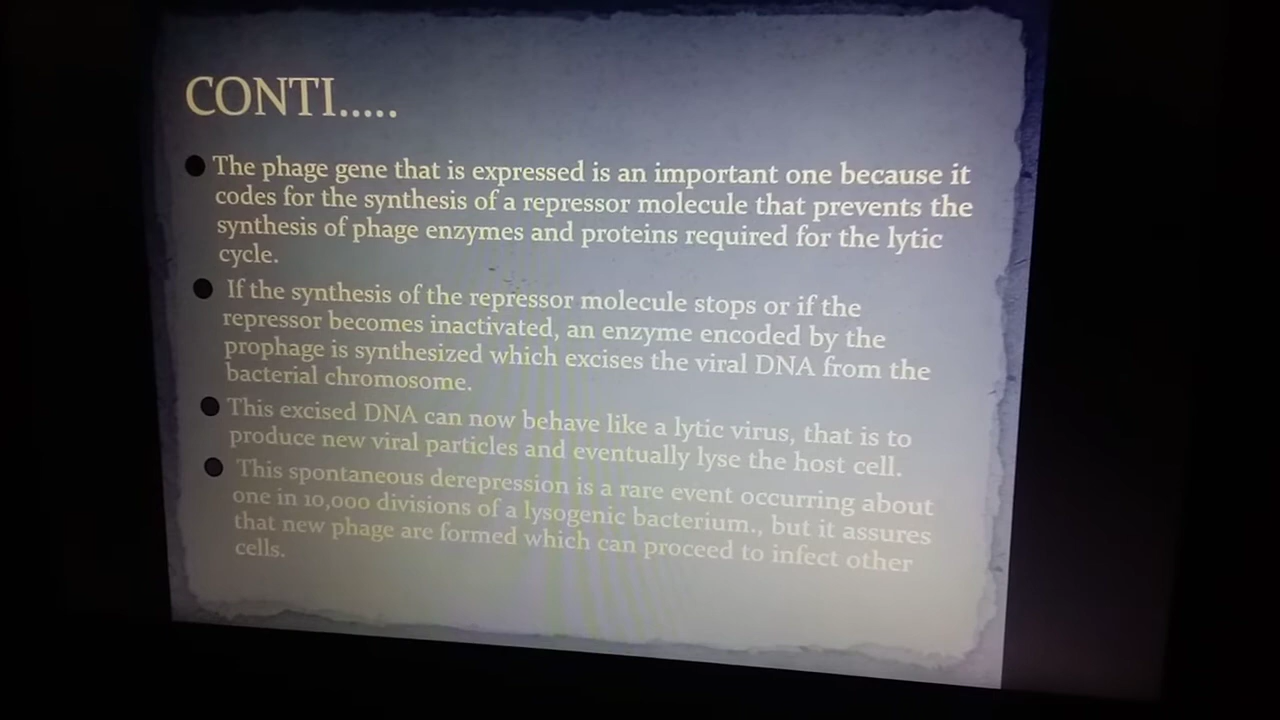 CONTI.....
The phage gene that is expressed is an important one because it
codes for the synthesis of a repressor molecule that prevents the
synthesis of phage enzymes and proteins required for the lytic
cycle.
If the synthesis of the repressor molecule stops or if the
repressor becomes inactivated, an enzyme encoded by the
prophage is synthesized which excises the viral DNA from the
bacterial chromosome.
This excised DNA can now behave like a lytic virus, that is to
produce new viral particles and eventually lyse the host cell.
This spontaneous derepression is a rare event occurring about
one in 10,000 divisions of a lysogenic bacterium., but it assures
that new phage are formed which can proceed to infect other
cells.